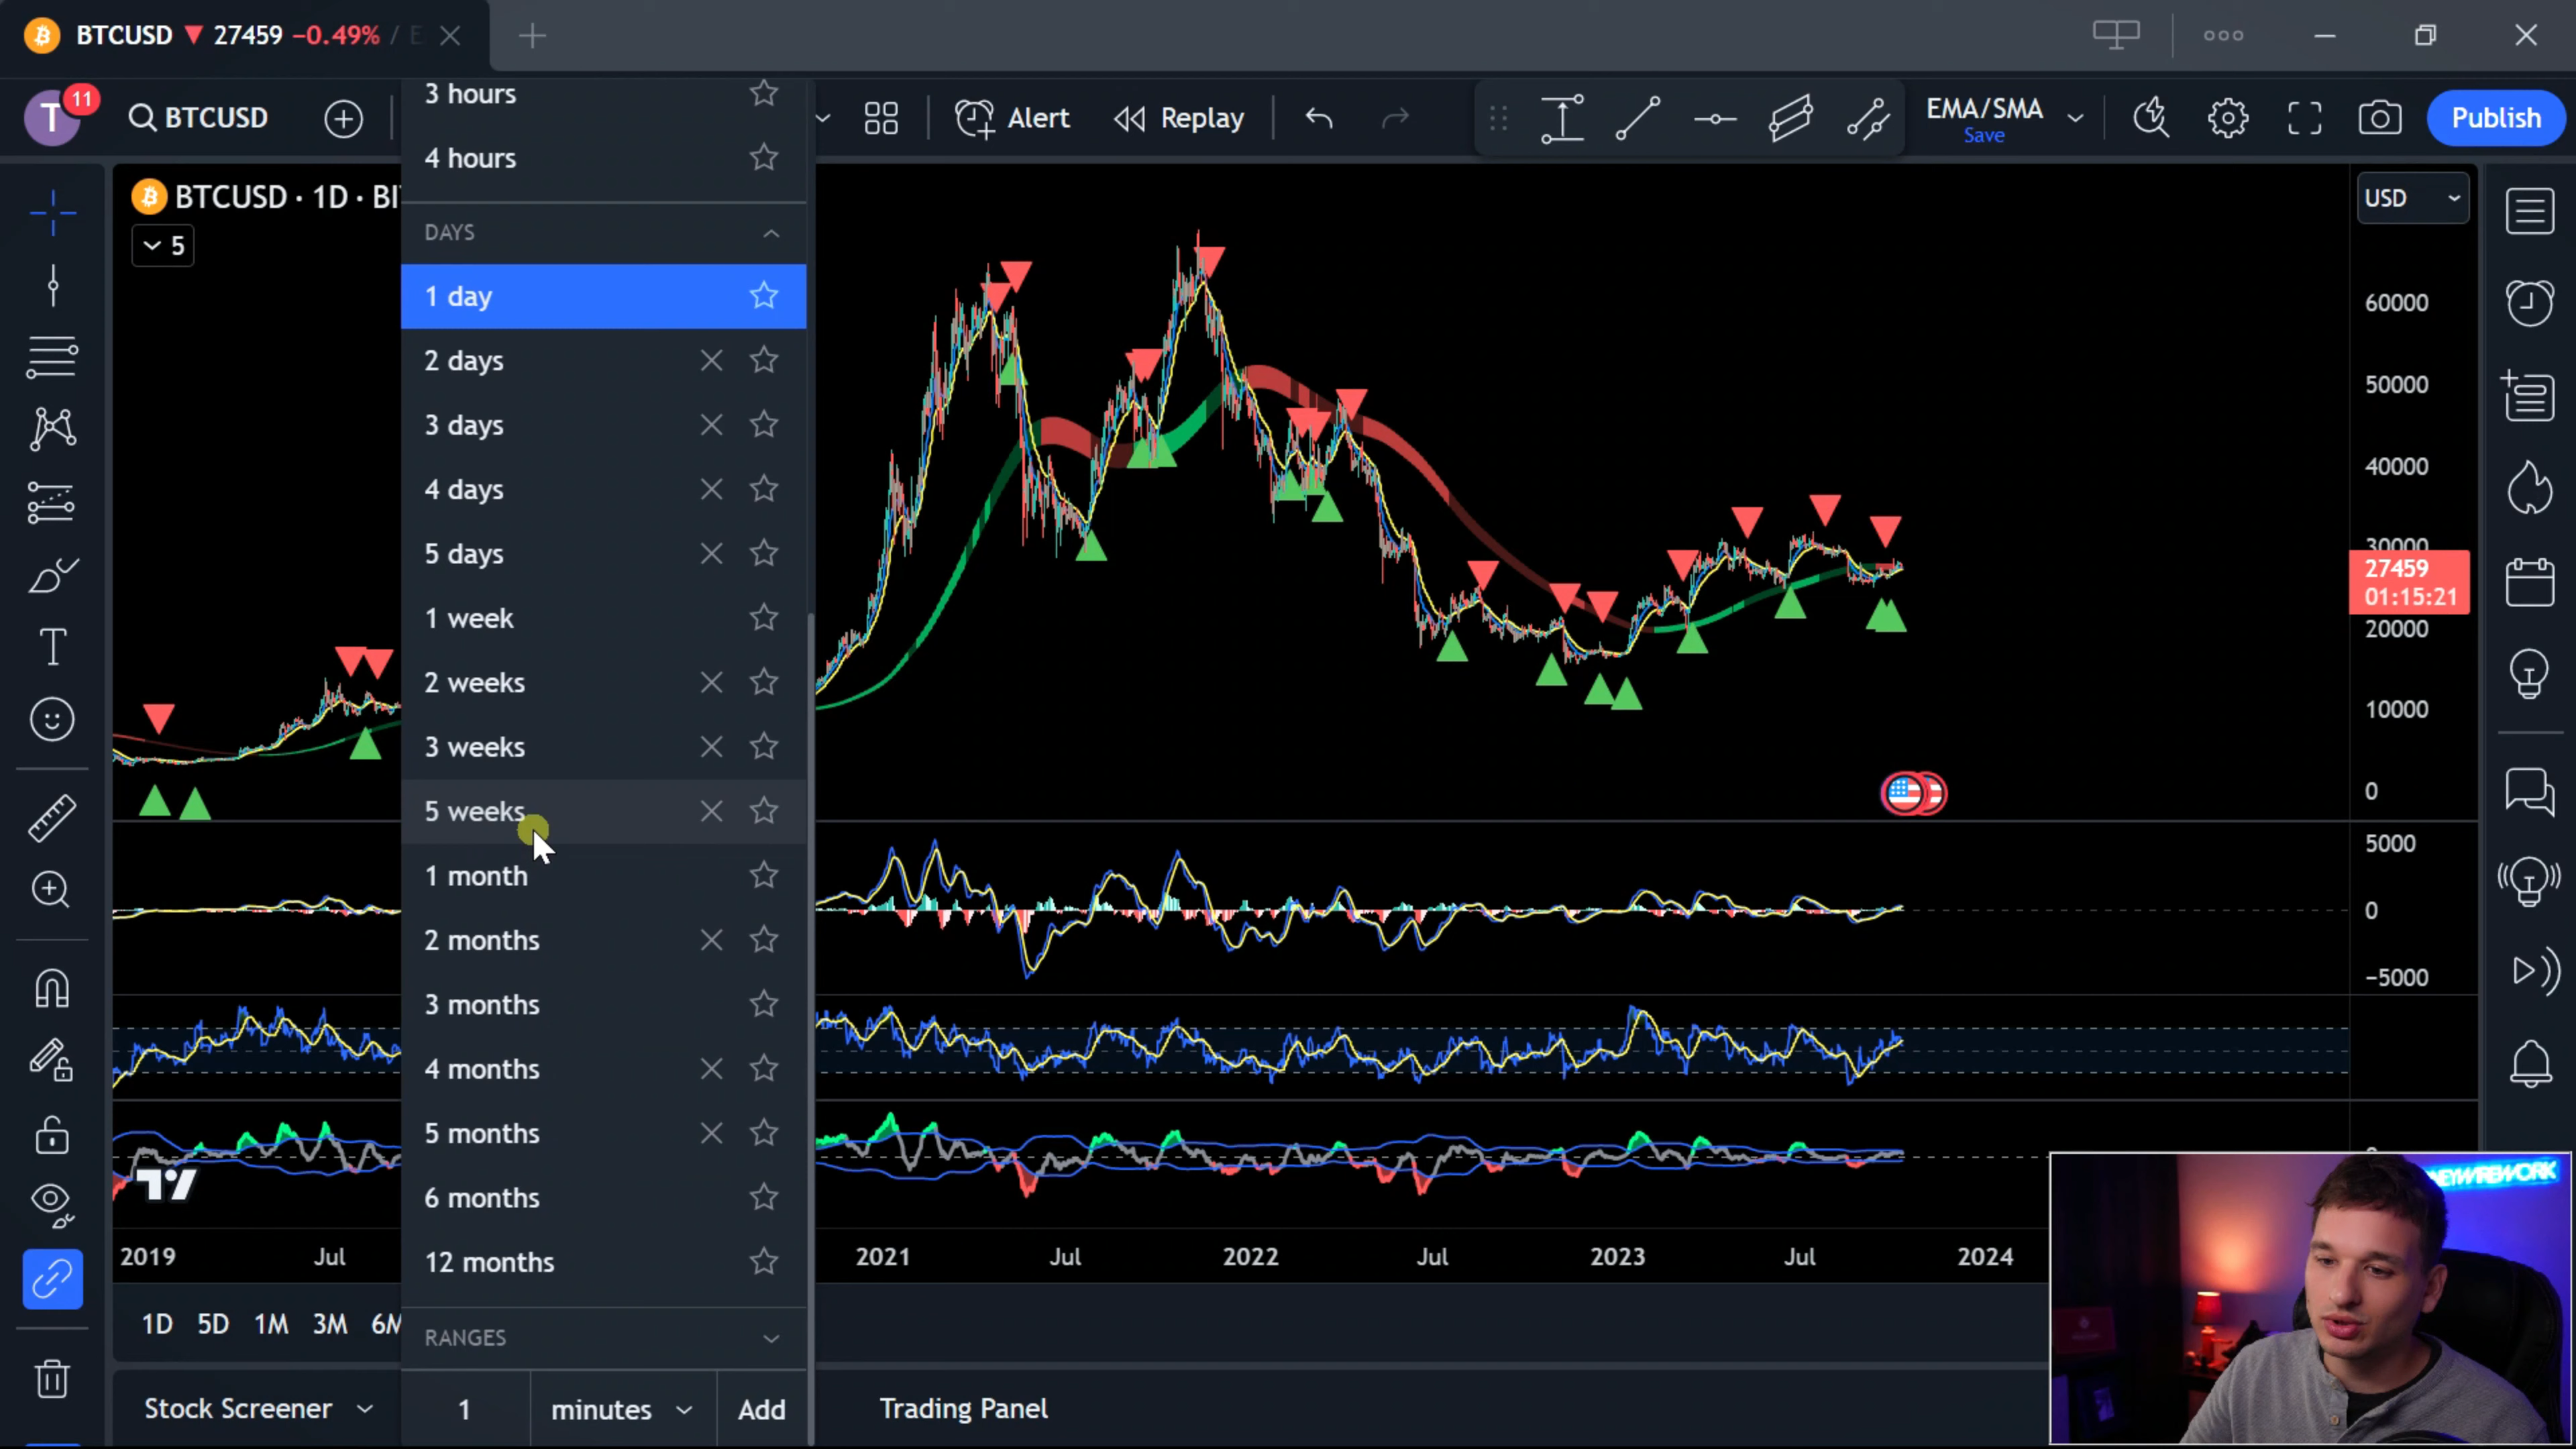 BTCUSD 27459 −0.49% / E
T 11 BTCUSD Alert Replay EMA/SMA Save Publish
BTCUSD · 1D · BI
5
3 hours
4 hours
DAYS
1 day
2 days
3 days
4 days
5 days
1 week
2 weeks
3 weeks
5 weeks
1 month
2 months
3 months
4 months
5 months
6 months
12 months
RANGES
1 minutes Add
USD
60000
50000
40000
30000
27459
01:15:21
20000
10000
0
5000
0
−5000
2019 Jul 2021 Jul 2022 Jul 2023 Jul 2024
1D 5D 1M 3M 6M
Stock Screener Trading Panel